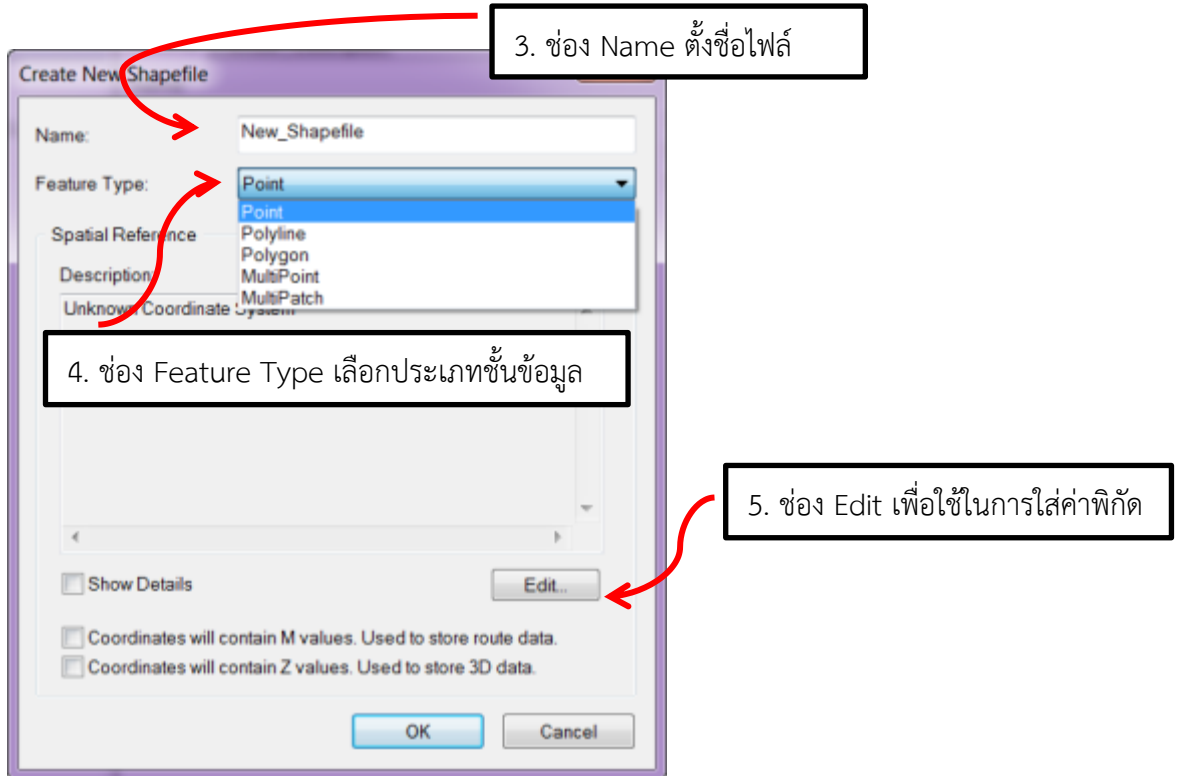 3. ช่อง Name ตั้งชื่อไฟล์
Create New Shapefile
Name:
New_Shapefile
Feature Type:
Point
Point
Polyline
Polygon
MultiPoint
MultiPatch
Spatial Reference
Description:
Unknown Coordinate System
4. ช่อง Feature Type เลือกประเภทชั้นข้อมูล
5. ช่อง Edit เพื่อใช้ในการใส่ค่าพิกัด
Show Details
Edit...
Coordinates will contain M values. Used to store route data.
Coordinates will contain Z values. Used to store 3D data.
OK
Cancel